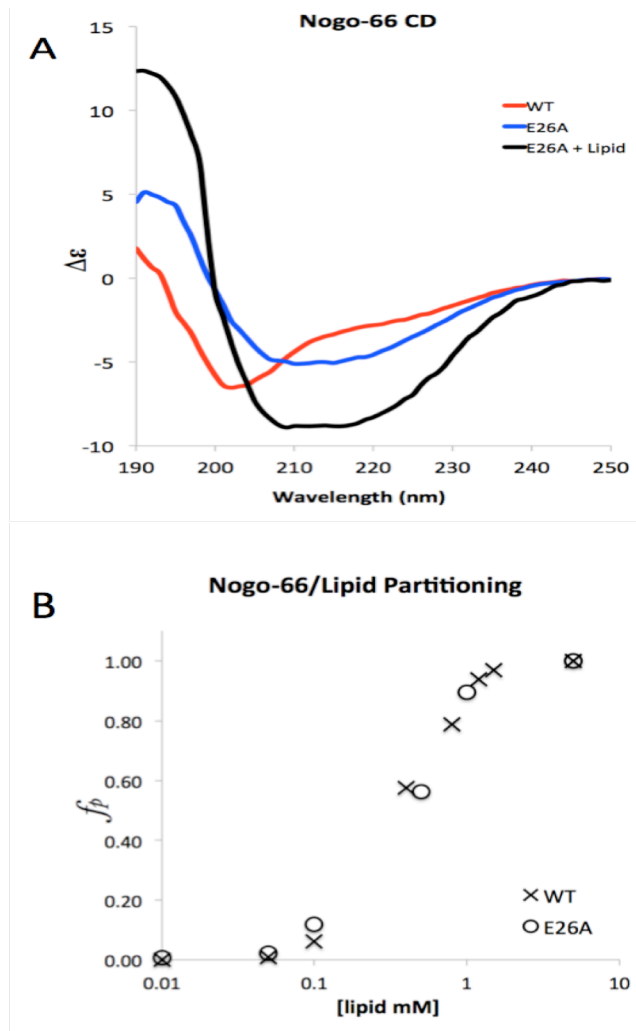 Nogo-66 CD
A
15
10
5
0
-5
-10
Δε
WT
E26A
E26A + Lipid
190 200 210 220 230 240 250
Wavelength (nm)
Nogo-66/Lipid Partitioning
B
1.00
0.80
0.60
0.40
0.20
0.00
fp
WT
E26A
0.01 0.1 1 10
[lipid mM]